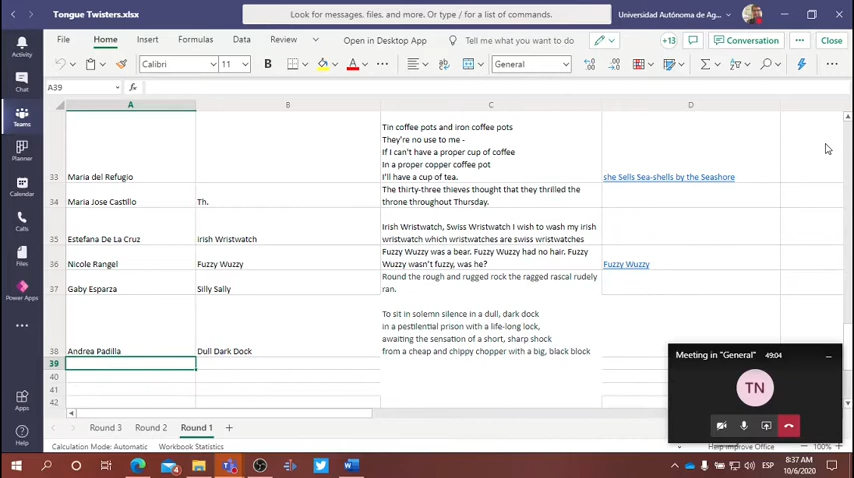 Tongue Twisters.xlsx
Look for messages, files, and more. Or type / for a list of commands.
Universidad Autónoma de Ag...
File Home Insert Formulas Data Review Open in Desktop App Tell me what you want to do +13 Conversation Close
Calibri 11 General
A39 fx
A B C D
Tin coffee pots and iron coffee pots
They're no use to me -
If I can't have a proper cup of coffee
In a proper copper coffee pot
33 Maria del Refugio I'll have a cup of tea. she Sells Sea-shells by the Seashore
The thirty-three thieves thought that they thrilled the
34 Maria Jose Castillo Th. throne throughout Thursday.
Irish Wristwatch, Swiss Wristwatch I wish to wash my irish
35 Estefana De La Cruz Irish Wristwatch wristwatch which wristwatches are swiss wristwatches
Fuzzy Wuzzy was a bear. Fuzzy Wuzzy had no hair. Fuzzy
36 Nicole Rangel Fuzzy Wuzzy Wuzzy wasn't fuzzy, was he? Fuzzy Wuzzy
Round the rough and rugged rock the ragged rascal rudely
37 Gaby Esparza Silly Sally ran.
To sit in solemn silence in a dull, dark dock
in a pestilential prison with a life-long lock,
awaiting the sensation of a short, sharp shock
38 Andrea Padilla Dull Dark Dock from a cheap and chippy chopper with a big, black block
39
40
41
42
Activity
Chat
Teams
Planner
Calendar
Calls
Files
Power Apps
Apps
Help
Meeting in "General" 49:04
TN
Round 3 Round 2 Round 1
Calculation Mode: Automatic Workbook Statistics Help Improve Office 100%
4
ESP
8:37 AM
10/6/2020